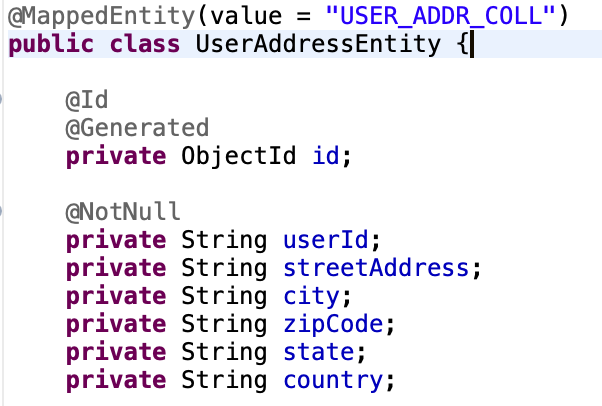 @MappedEntity(value = "USER_ADDR_COLL")
public class UserAddressEntity {
@Id
@Generated
private ObjectId id;
@NotNull
private String userId;
private String streetAddress;
private String city;
private String zipCode;
private String state;
private String country;